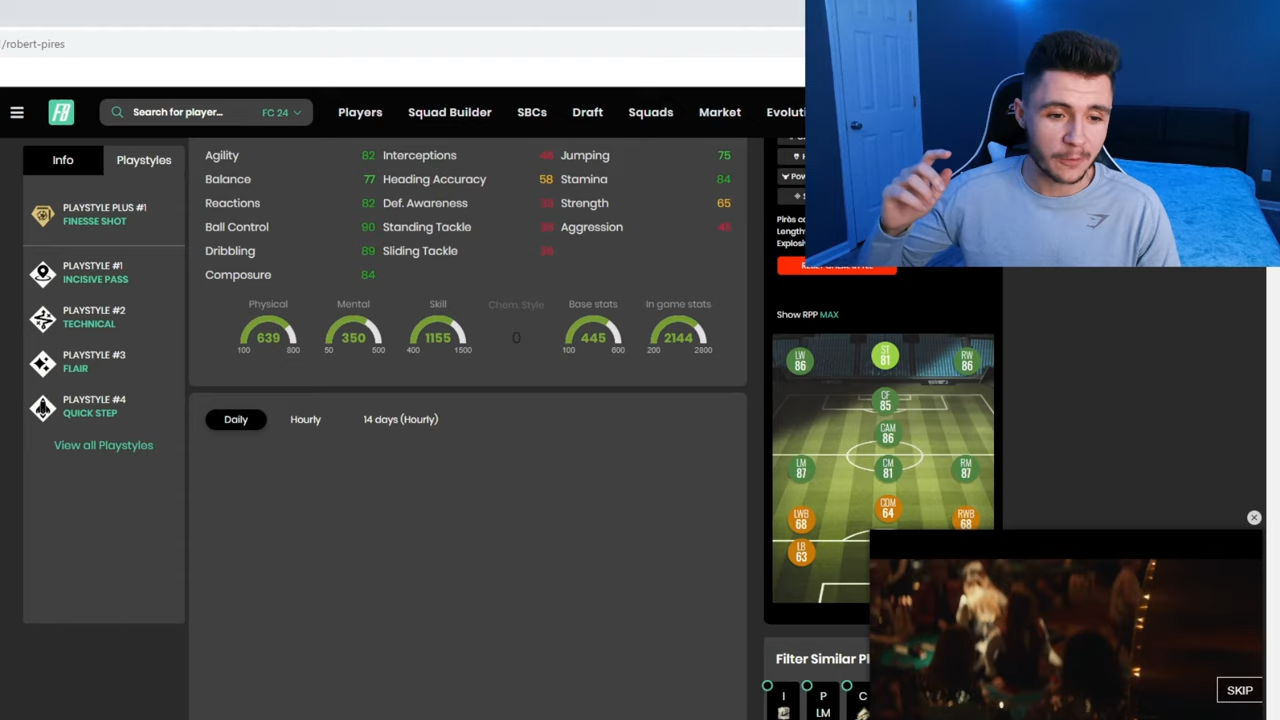 /robert-pires
FB
Search for player...
FC 24
Players
Squad Builder
SBCs
Draft
Squads
Market
Info
Playstyles
PLAYSTYLE PLUS #1
FINESSE SHOT
PLAYSTYLE #1
INCISIVE PASS
PLAYSTYLE #2
TECHNICAL
PLAYSTYLE #3
FLAIR
PLAYSTYLE #4
QUICK STEP
View all Playstyles
Agility 82 Interceptions Jumping 75
Balance 77 Heading Accuracy 58 Stamina 84
Reactions 82 Def. Awareness Strength 65
Ball Control 90 Standing Tackle Aggression
Dribbling 89 Sliding Tackle
Composure 84
Physical
639
100 800
Mental
350
50 500
Skill
1155
400 1500
Chem. Style
0
Base stats
445
100 600
In game stats
2144
200 2800
Daily
Hourly
14 days (Hourly)
Show RPP MAX
LW
86
ST
81
RW
86
CF
85
CAM
86
LM
87
CM
81
RM
87
CDM
64
LWB
68
RWB
68
LB
63
Filter Similar
I
P
LM
C
SKIP